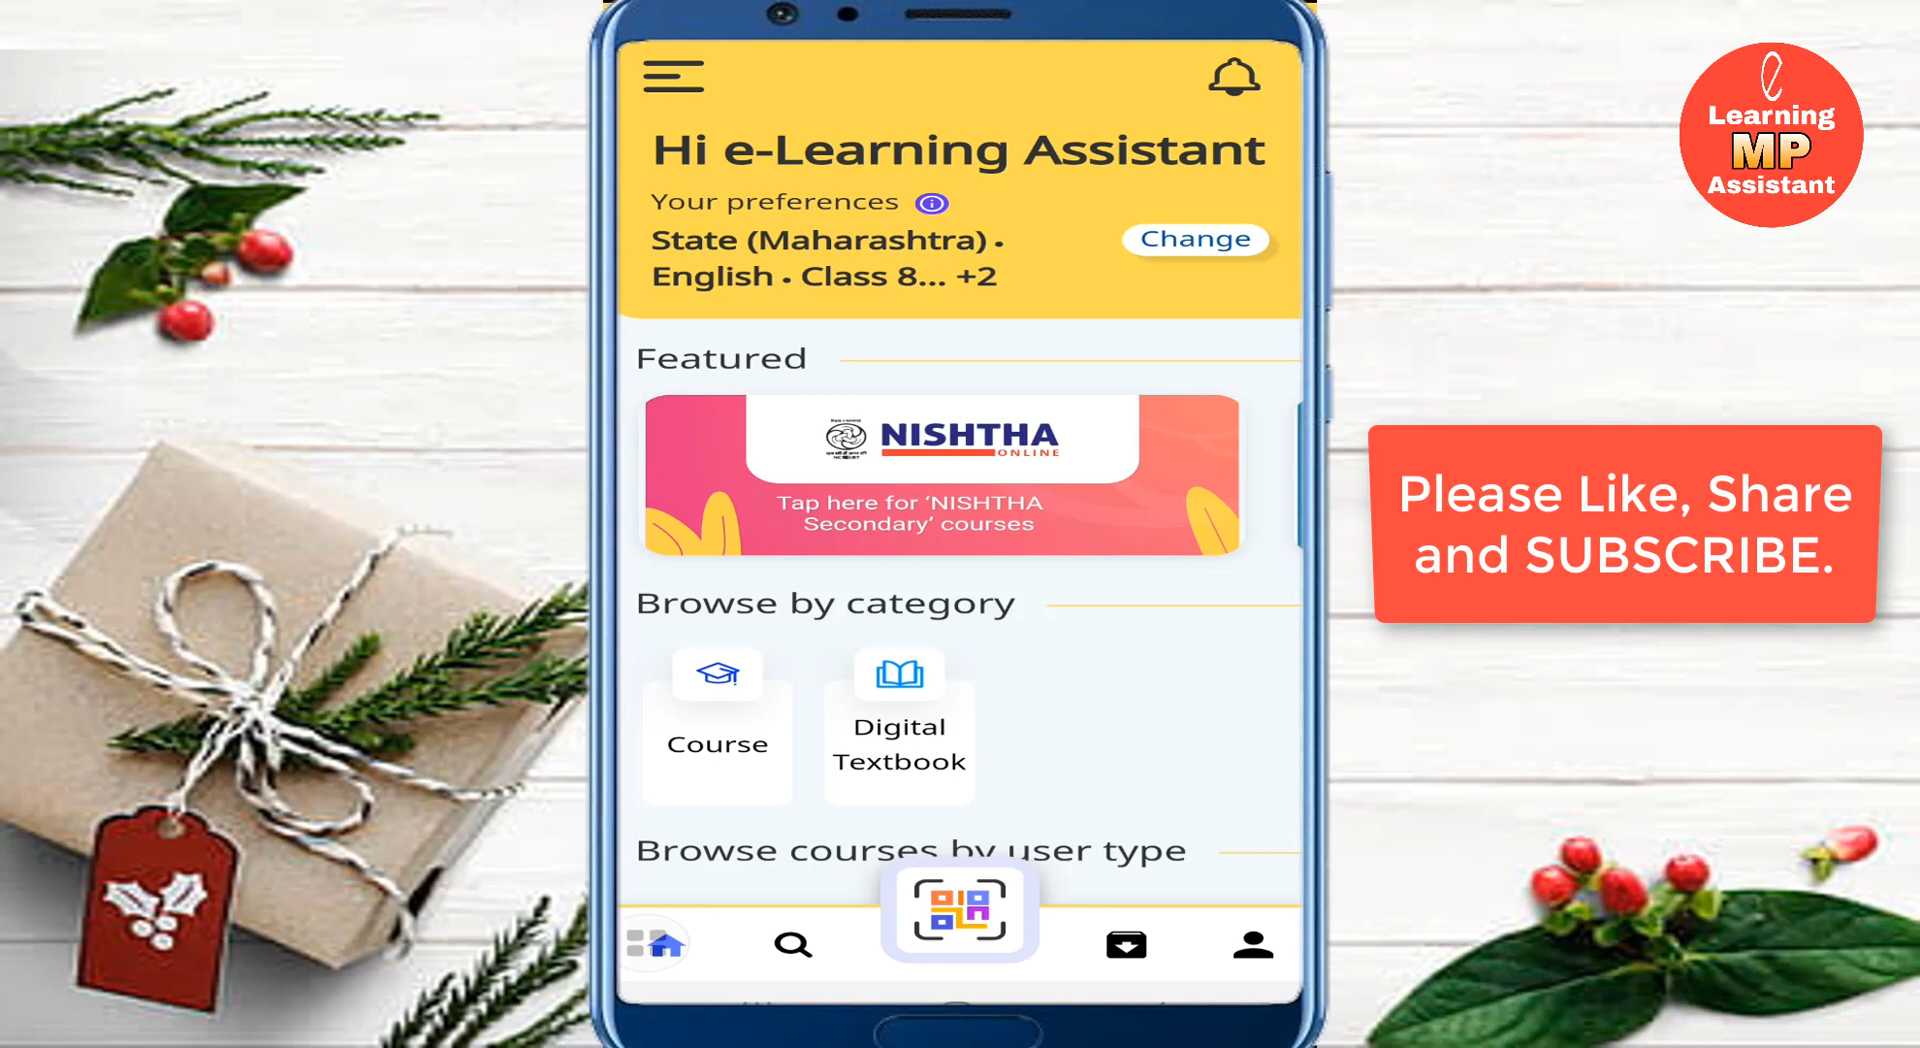 Hi e-Learning Assistant
Your preferences
State (Maharashtra) •
English • Class 8... +2
Change
Featured
NISHTHA
ONLINE
Tap here for ‘NISHTHA
Secondary’ courses
Browse by category
Course
Digital
Textbook
Browse courses by user type
e
Learning
MP
Assistant
Please Like, Share
and SUBSCRIBE.